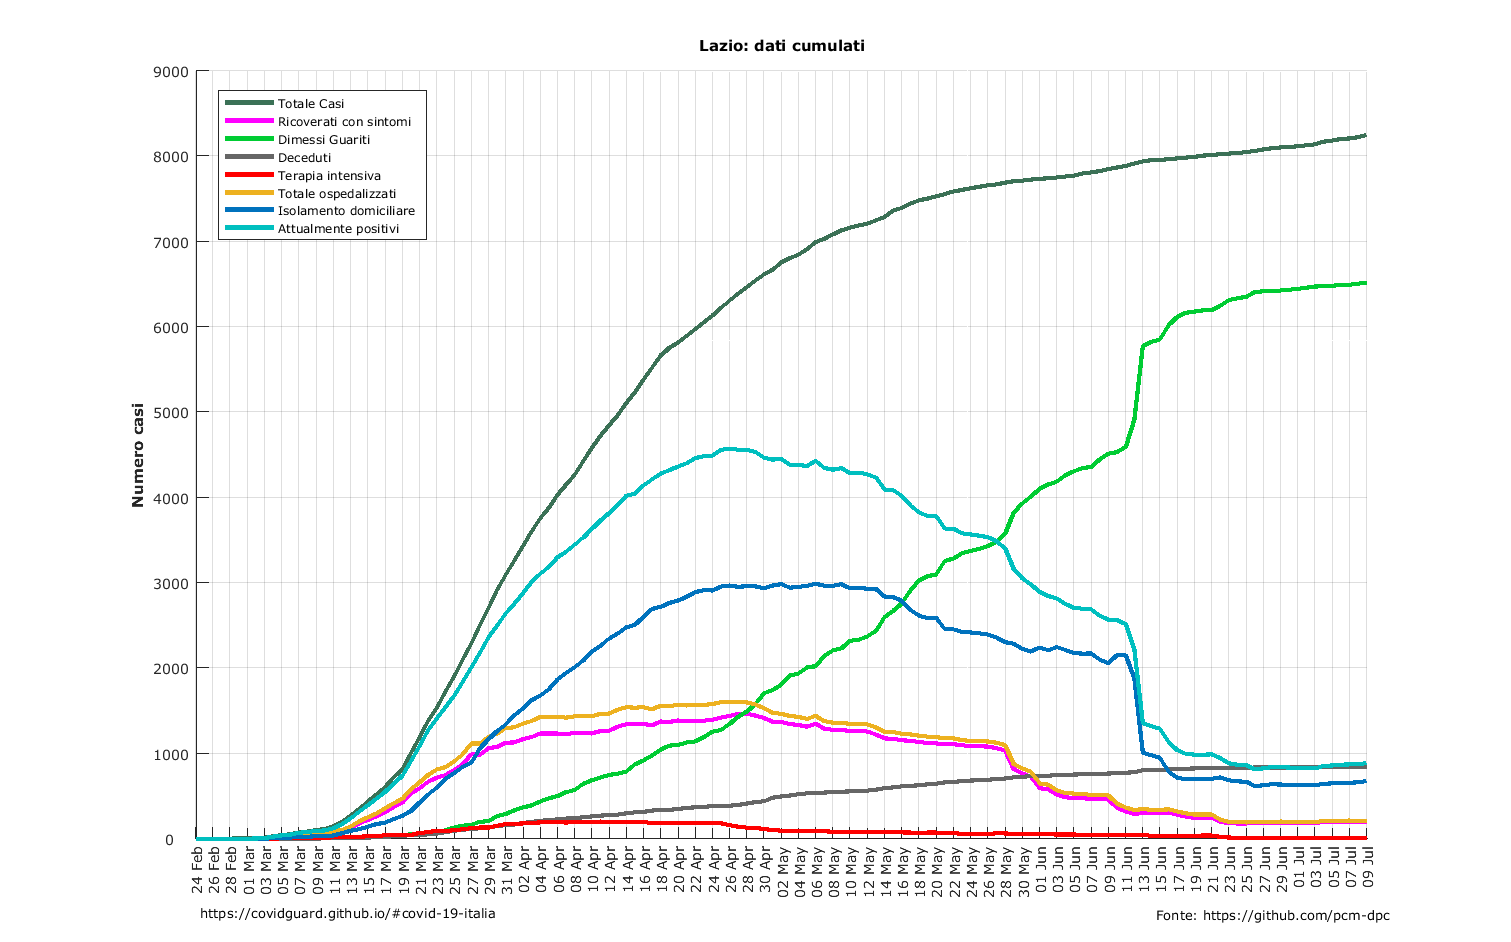 Lazio: dati cumulati
9000
8000
7000
6000
5000
4000
3000
2000
1000
0
Numero casi
Totale Casi
Ricoverati con sintomi
Dimessi Guariti
Deceduti
Terapia intensiva
Totale ospedalizzati
Isolamento domiciliare
Attualmente positivi
24 Feb
26 Feb
28 Feb
01 Mar
03 Mar
05 Mar
07 Mar
09 Mar
11 Mar
13 Mar
15 Mar
17 Mar
19 Mar
21 Mar
23 Mar
25 Mar
27 Mar
29 Mar
31 Mar
02 Apr
04 Apr
06 Apr
08 Apr
10 Apr
12 Apr
14 Apr
16 Apr
18 Apr
20 Apr
22 Apr
24 Apr
26 Apr
28 Apr
30 Apr
02 May
04 May
06 May
08 May
10 May
12 May
14 May
16 May
18 May
20 May
22 May
24 May
26 May
28 May
30 May
01 Jun
03 Jun
05 Jun
07 Jun
09 Jun
11 Jun
13 Jun
15 Jun
17 Jun
19 Jun
21 Jun
23 Jun
25 Jun
27 Jun
29 Jun
01 Jul
03 Jul
05 Jul
07 Jul
09 Jul
https://covidguard.github.io/#covid-19-italia
Fonte: https://github.com/pcm-dpc